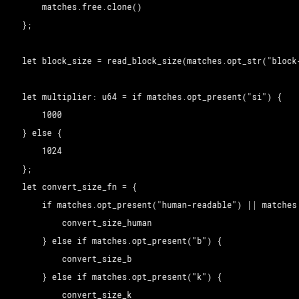 matches.free.clone()
};
let block_size = read_block_size(matches.opt_str("block-
let multiplier: u64 = if matches.opt_present("si") {
1000
} else {
1024
};
let convert_size_fn = {
if matches.opt_present("human-readable") || matches
convert_size_human
} else if matches.opt_present("b") {
convert_size_b
} else if matches.opt_present("k") {
convert_size_k